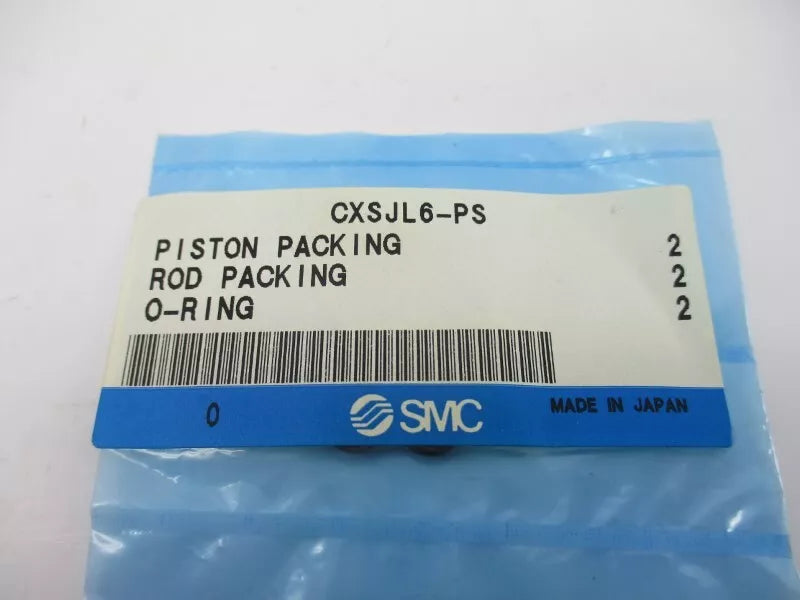 CXSJL6-PS
PISTON PACKING 2
ROD PACKING 2
O-RING 2
0 SMC MADE IN JAPAN